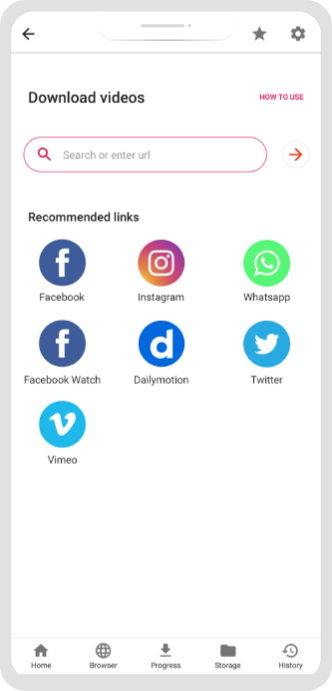 Download videos HOW TO USE
Search or enter url
Recommended links
Facebook Instagram Whatsapp
Facebook Watch Dailymotion Twitter
Vimeo
Home Browser Progress Storage History